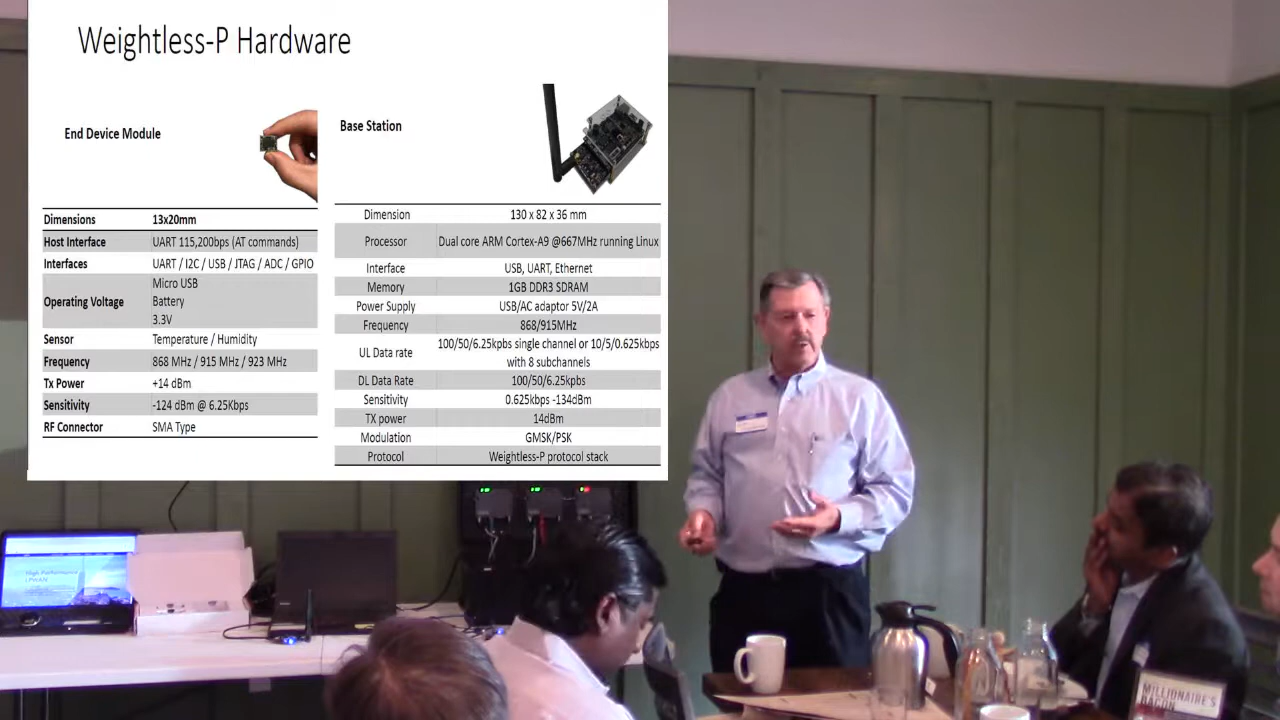 Weightless-P Hardware
End Device Module
Dimensions 13x20mm
Host Interface UART 115,200bps (AT commands)
Interfaces UART / I2C / USB / JTAG / ADC / GPIO
Operating Voltage Micro USB
Battery
3.3V
Sensor Temperature / Humidity
Frequency 868 MHz / 915 MHz / 923 MHz
Tx Power +14 dBm
Sensitivity -124 dBm @ 6.25Kbps
RF Connector SMA Type
Base Station
Dimension 130 x 82 x 36 mm
Processor Dual core ARM Cortex-A9 @667MHz running Linux
Interface USB, UART, Ethernet
Memory 1GB DDR3 SDRAM
Power Supply USB/AC adaptor 5V/2A
Frequency 868/915MHz
UL Data rate 100/50/6.25kpbs single channel or 10/5/0.625kbps
with 8 subchannels
DL Data Rate 100/50/6.25kpbs
Sensitivity 0.625kbps -134dBm
TX power 14dBm
Modulation GMSK/PSK
Protocol Weightless-P protocol stack
High Performance
LPWAN
MILLIONAIRE'S
BACON